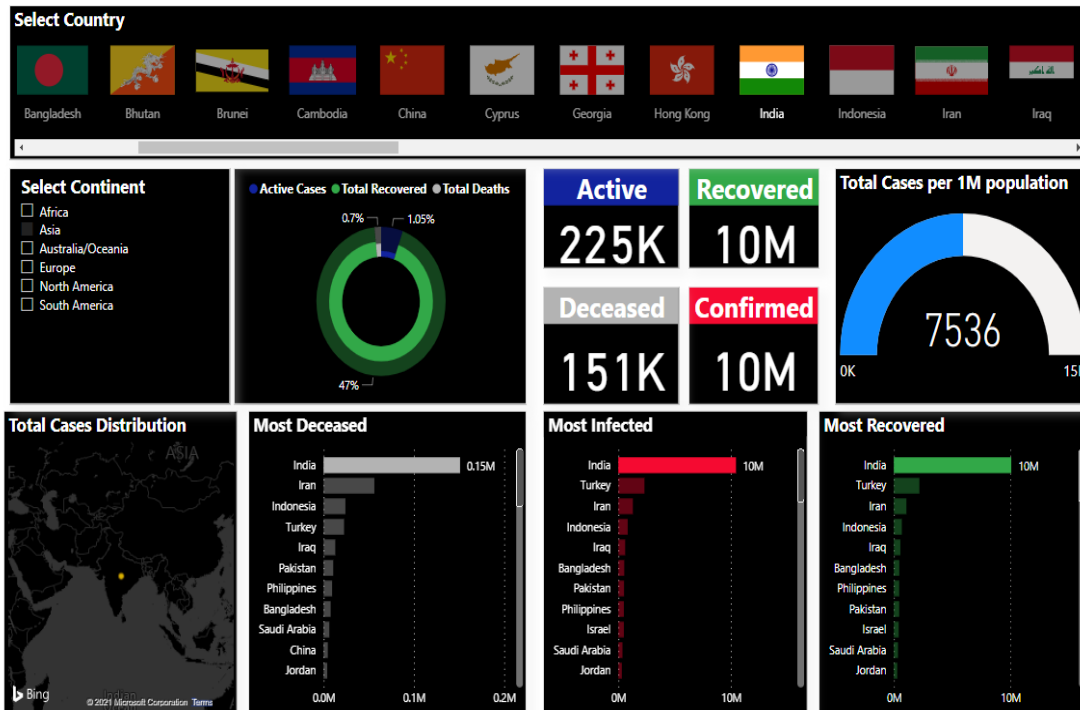 Select Country
Bangladesh Bhutan Brunei Cambodia China Cyprus Georgia Hong Kong India Indonesia Iran Iraq
Select Continent
Africa
Asia
Australia/Oceania
Europe
North America
South America
Active Cases Total Recovered Total Deaths
0.7% 1.05%
47%
Active
225K
Recovered
10M
Deceased
151K
Confirmed
10M
Total Cases per 1M population
7536
0K 15K
Total Cases Distribution
ASIA
E
Indian
Bing
© 2021 Microsoft Corporation Terms
Most Deceased
India 0.15M
Iran
Indonesia
Turkey
Iraq
Pakistan
Philippines
Bangladesh
Saudi Arabia
China
Jordan
0.0M 0.1M 0.2M
Most Infected
India 10M
Turkey
Iran
Indonesia
Iraq
Bangladesh
Pakistan
Philippines
Israel
Saudi Arabia
Jordan
0M 10M
Most Recovered
India 10M
Turkey
Iran
Indonesia
Iraq
Bangladesh
Philippines
Pakistan
Israel
Saudi Arabia
Jordan
0M 10M